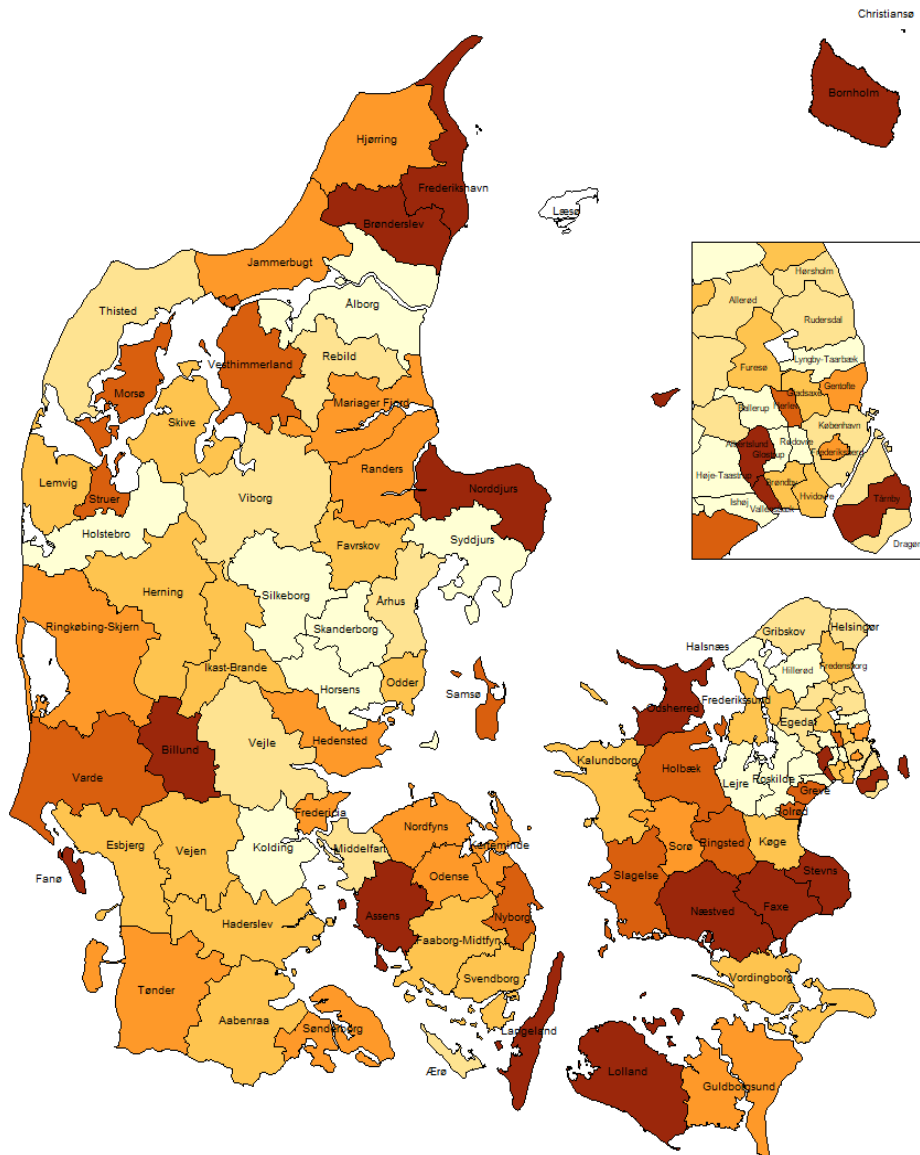 Christiansø
Bornholm
Hjørring
Frederikshavn
Læsø
Brønderslev
Jammerbugt
Ålborg
Thisted
Rebild
Vesthimmerland
Morsø
Mariager Fjord
Skive
Randers
Lemvig
Struer
Viborg
Norddjurs
Holstebro
Favrskov
Syddjurs
Herning
Silkeborg
Århus
Skanderborg
Ringkøbing-Skjern
Ikast-Brande
Horsens
Odder
Samsø
Hedensted
Billund
Vejle
Varde
Fredericia
Esbjerg
Vejen
Kolding
Middelfart
Nordfyns
Kerteminde
Odense
Fanø
Assens
Nyborg
Haderslev
Faaborg-Midtfyn
Svendborg
Tønder
Aabenraa
Sønderborg
Langeland
Ærø
Hørsholm
Allerød
Rudersdal
Lyngby-Taarbæk
Furesø
Gentofte
Gladsaxe
Ballerup
Herlev
København
Rødovre
Frederiksberg
Albertslund
Glostrup
Høje-Taastrup
Brøndby
Hvidovre
Ishøj
Vallensbæk
Tårnby
Dragør
Gribskov
Helsingør
Halsnæs
Hillerød
Fredensborg
Odsherred
Frederikssund
Egedal
Kalundborg
Holbæk
Lejre
Roskilde
Greve
Solrød
Sorø
Ringsted
Køge
Slagelse
Stevns
Næstved
Faxe
Vordingborg
Lolland
Guldborgsund